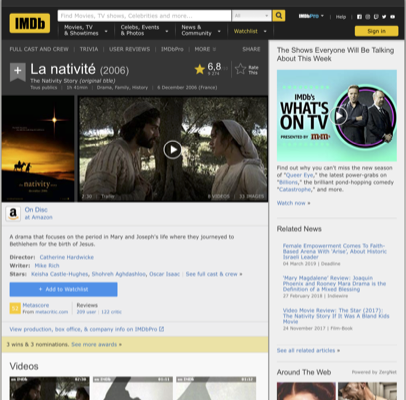 IMDb
Find Movies, TV shows, Celebrities and more...
All
IMDbPro
Help
Movies, TV
& Showtimes
Celebs, Events
& Photos
News &
Community
Watchlist
Sign in
FULL CAST AND CREW | TRIVIA | USER REVIEWS | IMDbPro | MORE
SHARE
La nativité (2006)
The Nativity Story (original title)
Tous publics | 1h 41min | Drama, Family, History | 6 December 2006 (France)
6,8
Rate
This
2:30 | Trailer
6 VIDEOS | 31 IMAGES
On Disc
at Amazon
A drama that focuses on the period in Mary and Joseph's life where they journeyed to
Bethlehem for the birth of Jesus.
Director: Catherine Hardwicke
Writer: Mike Rich
Stars: Keisha Castle-Hughes, Shohreh Aghdashloo, Oscar Isaac | See full cast & crew »
+ Add to Watchlist
Metascore
From metacritic.com
Reviews
209 user | 122 critic
View production, box office, & company info on IMDbPro
3 wins & 3 nominations. See more awards »
Videos
The Shows Everyone Will Be Talking
About This Week
IMDb's
WHAT'S
ON TV
PRESENTED BY M&M'S
Find out why you can't miss the new season
of "Queer Eye," the latest power-grabs on
"Billions," the brilliant pond-hopping comedy
"Catastrophe," and more.
Watch now »
Related News
Female Empowerment Comes To Faith-
Based Arena With 'Arise', About Historic
Israeli Leader
04 March 2019 | Deadline
'Mary Magdalene' Review: Joaquin
Phoenix and Rooney Mara Drama is the
Definition of a Mixed Blessing
27 February 2018 | Indiewire
Video Movie Review: The Star (2017):
The Nativity Story If It Was A Bland Kids
Movie
24 November 2017 | Film-Book
See all related articles »
Around The Web
Powered by ZergNet